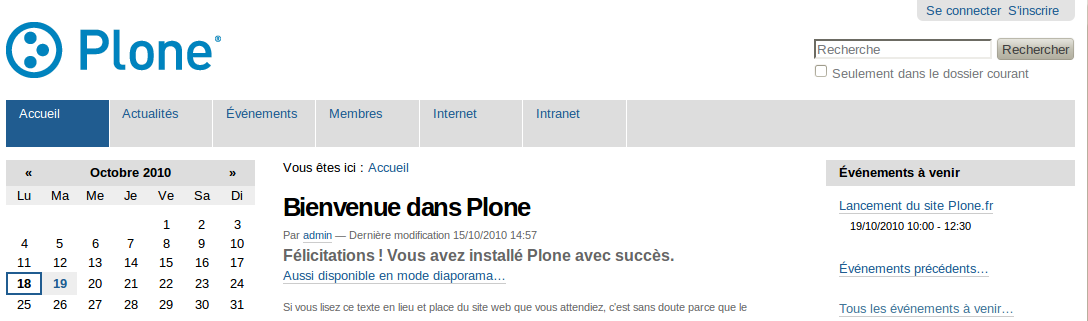 Se connecter S'inscrire
Plone®
Recherche Rechercher
Seulement dans le dossier courant
Accueil Actualités Événements Membres Internet Intranet
« Octobre 2010 »
Lu Ma Me Je Ve Sa Di
1 2 3
4 5 6 7 8 9 10
11 12 13 14 15 16 17
18 19 20 21 22 23 24
25 26 27 28 29 30 31
Vous êtes ici : Accueil
Bienvenue dans Plone
Par admin — Dernière modification 15/10/2010 14:57
Félicitations ! Vous avez installé Plone avec succès.
Aussi disponible en mode diaporama…
Si vous lisez ce texte en lieu et place du site web que vous attendiez, c'est sans doute parce que le
Événements à venir
Lancement du site Plone.fr
19/10/2010 10:00 - 12:30
Événements précédents…
Tous les événements à venir…